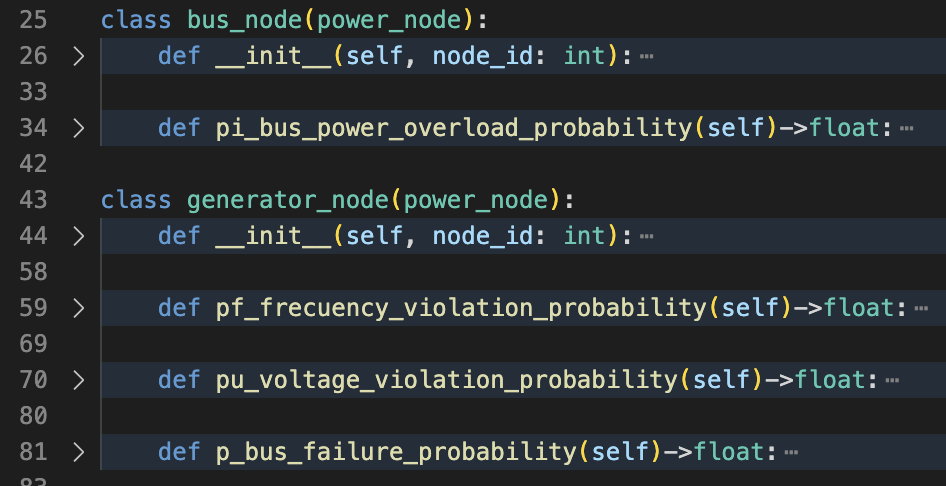 25 class bus_node(power_node):
26 > def __init__(self, node_id: int): ⋯
33
34 > def pi_bus_power_overload_probability(self)->float: ⋯
42
43 class generator_node(power_node):
44 > def __init__(self, node_id: int): ⋯
58
59 > def pf_frecuency_violation_probability(self)->float: ⋯
69
70 > def pu_voltage_violation_probability(self)->float: ⋯
80
81 > def p_bus_failure_probability(self)->float: ⋯